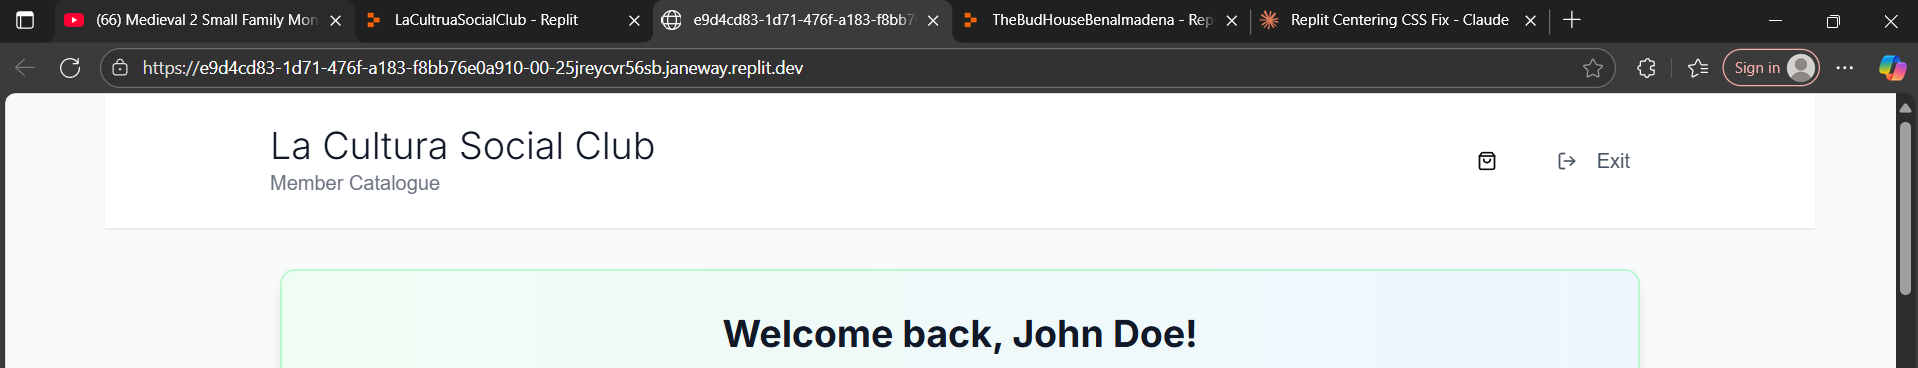 (66) Medieval 2 Small Family Mon
LaCultruaSocialClub - Replit
e9d4cd83-1d71-476f-a183-f8bb7
TheBudHouseBenalmadena - Rep
Replit Centering CSS Fix - Claude
https://e9d4cd83-1d71-476f-a183-f8bb76e0a910-00-25jreycvr56sb.janeway.replit.dev
Sign in
La Cultura Social Club
Member Catalogue
Exit
Welcome back, John Doe!